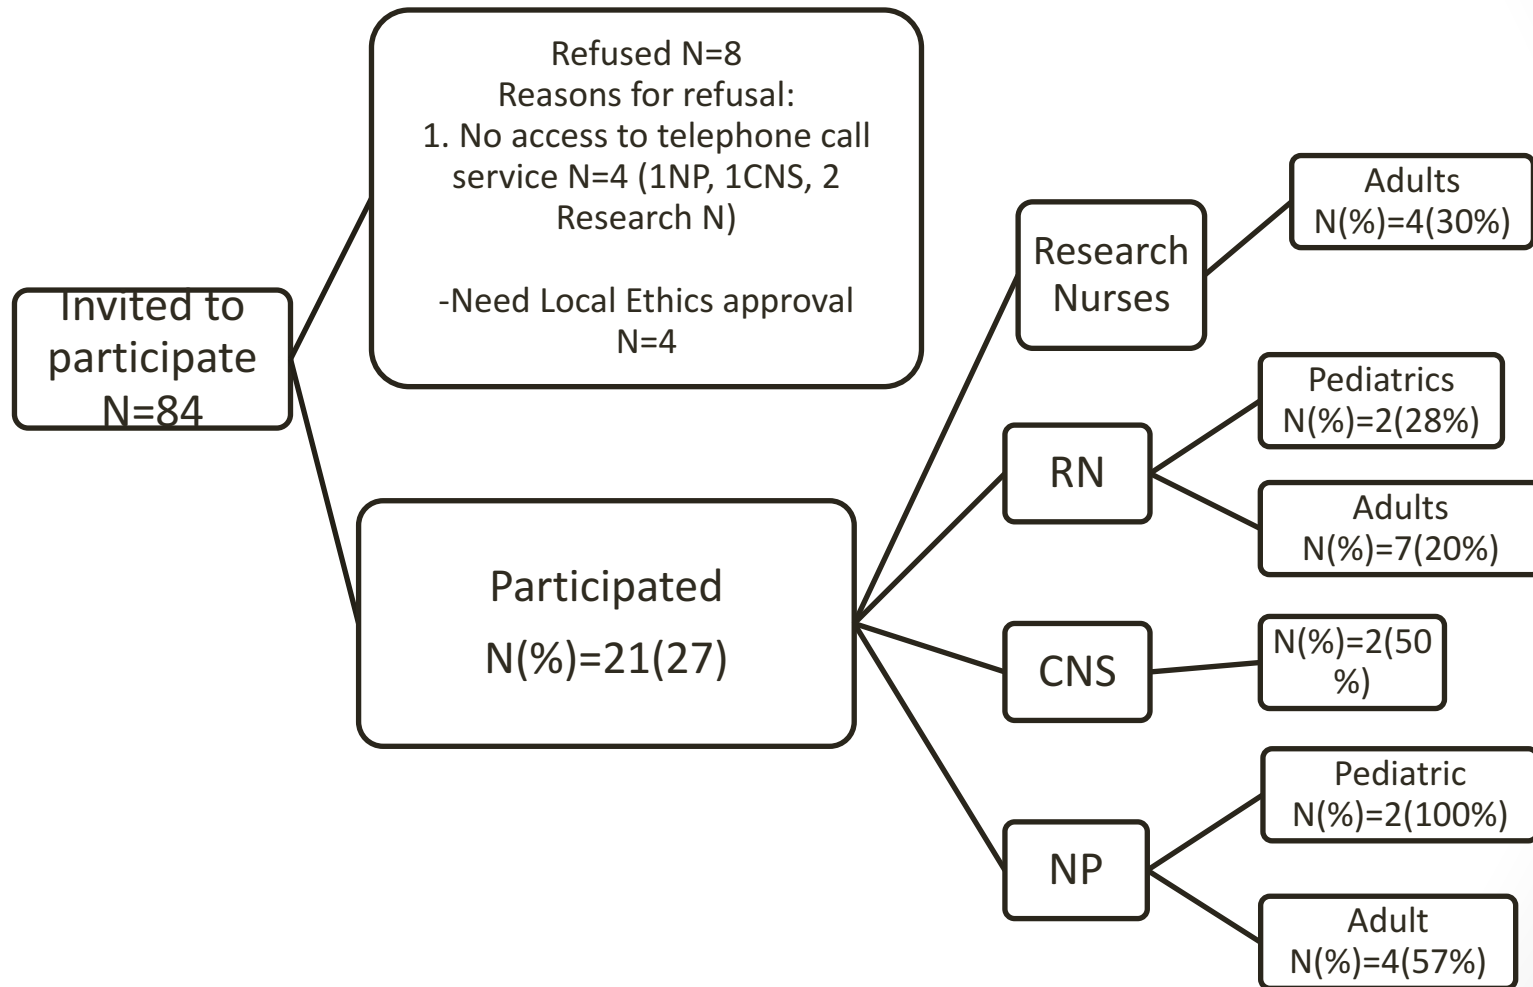 Invited to
participate
N=84
Refused N=8
Reasons for refusal:
1. No access to telephone call
service N=4 (1NP, 1CNS, 2
Research N)
-Need Local Ethics approval
N=4
Participated
N(%)=21(27)
Research
Nurses
Adults
N(%)=4(30%)
RN
Pediatrics
N(%)=2(28%)
Adults
N(%)=7(20%)
CNS
N(%)=2(50
%)
NP
Pediatric
N(%)=2(100%)
Adult
N(%)=4(57%)